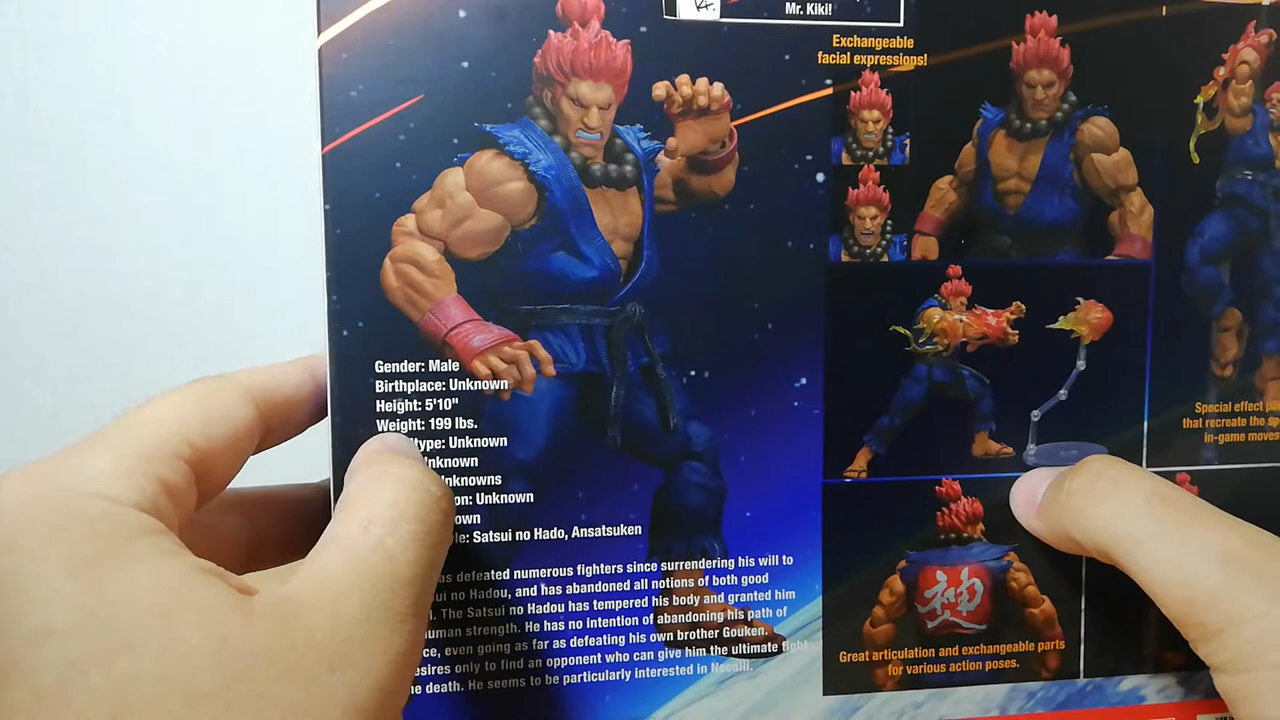 Mr. Kiki!
Exchangeable
facial expressions!
Gender: Male
Birthplace: Unknown
Height: 5'10"
Weight: 199 lbs.
type: Unknown
Unknown
Unknowns
on: Unknown
own
le: Satsui no Hado, Ansatsuken
as defeated numerous fighters since surrendering his will to
ui no Hadou, and has abandoned all notions of both good
l. The Satsui no Hadou has tempered his body and granted him
uman strength. He has no intention of abandoning his path of
ce, even going as far as defeating his own brother Gouken.
esires only to find an opponent who can give him the ultimate fight
he death. He seems to be particularly interested in Necalli.
Special effect
that recreate the
in-game moves
神
Great articulation and exchangeable parts
for various action poses.